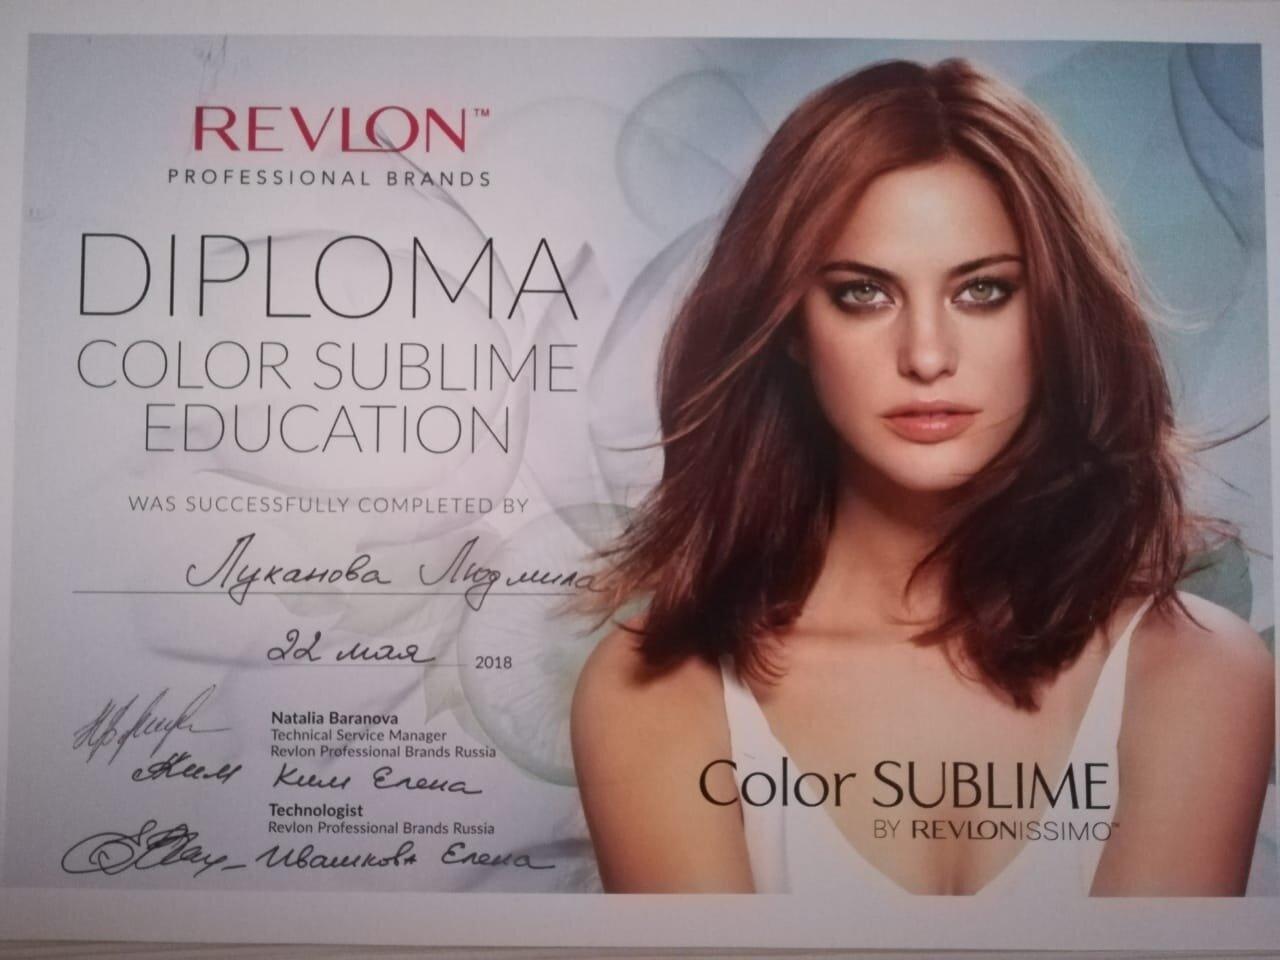 REVLON™
PROFESSIONAL BRANDS
DIPLOMA
COLOR SUBLIME
EDUCATION
WAS SUCCESSFULLY COMPLETED BY
Луканова Людмила
22 мая 2018
Natalia Baranova
Technical Service Manager
Revlon Professional Brands Russia
Ким Ким Елена
Technologist
Revlon Professional Brands Russia
Ивашкова Елена
Color SUBLIME
BY REVLONISSIMO™